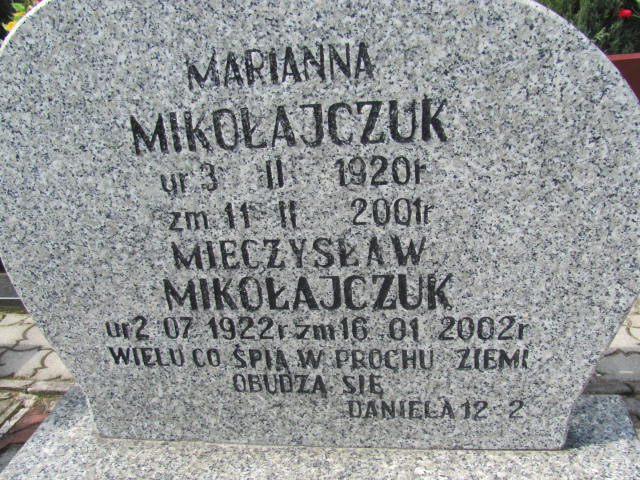 MARIANNA
MIKOŁAJCZUK
ur 3 II 1920r
zm 11 II 2001r
MIECZYSŁAW
MIKOŁAJCZUK
ur 2 07 1922r zm 16 01 2002r
WIELU CO ŚPIĄ W PROCHU ZIEMI
OBUDZĄ SIĘ
DANIELA 12 2